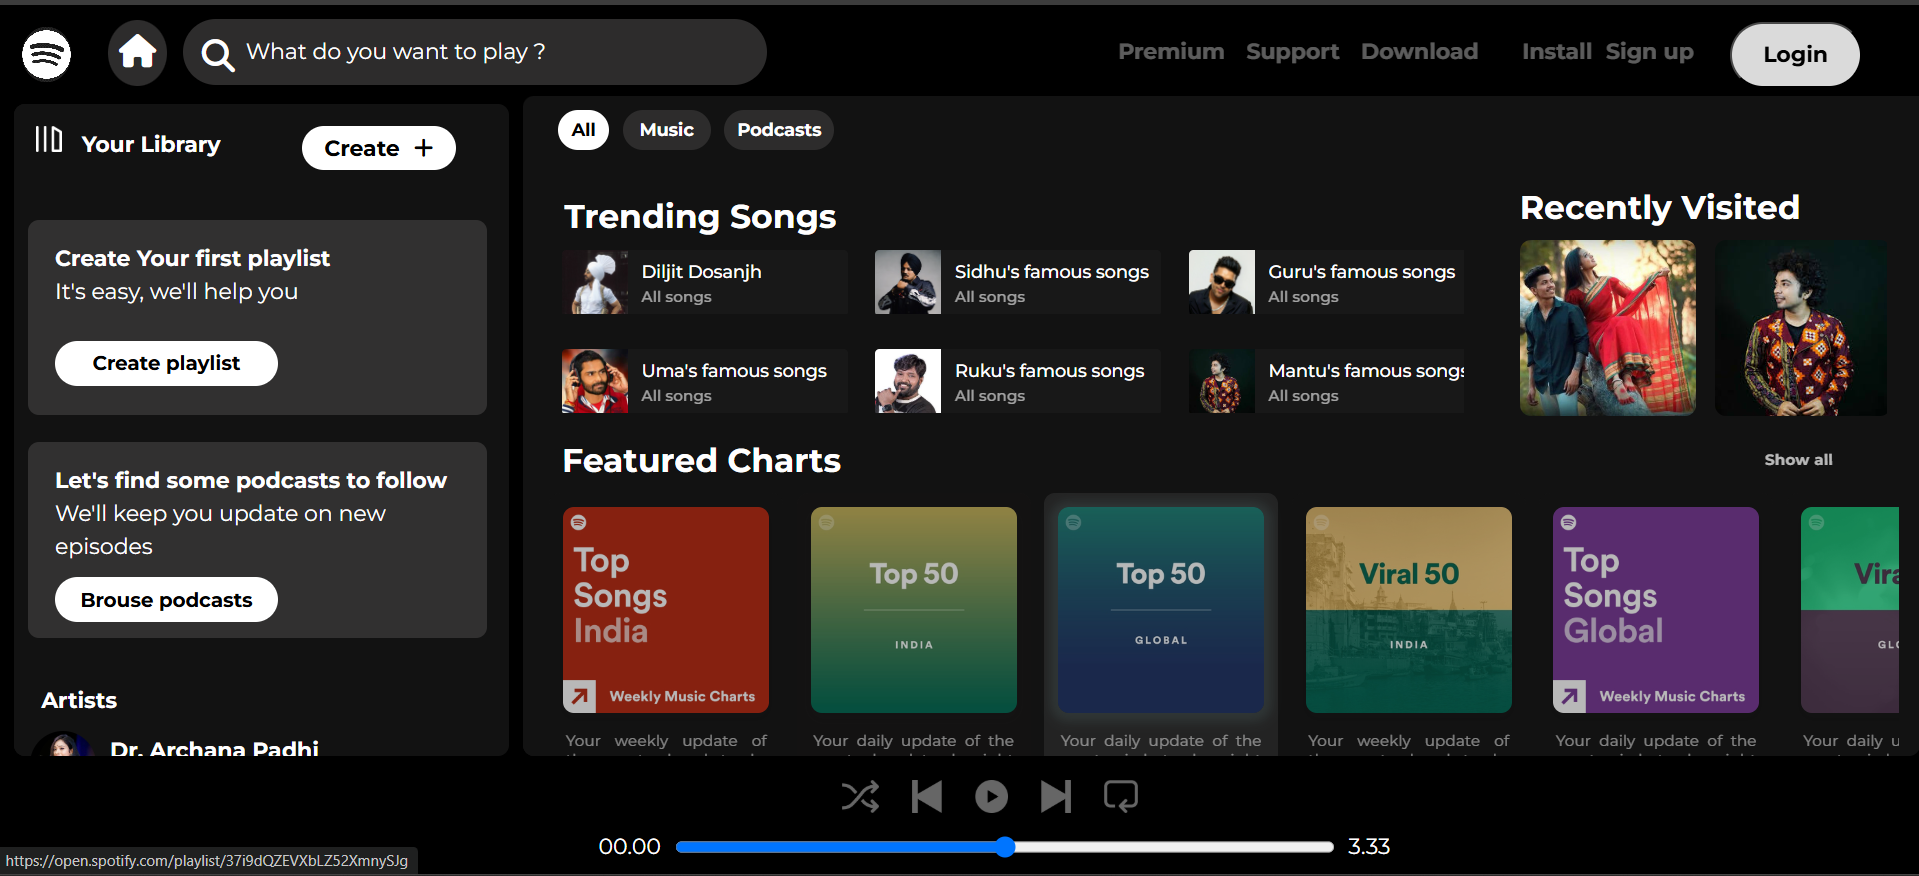 What do you want to play ?
Premium Support Download Install Sign up Login
Your Library Create +
Create Your first playlist
It's easy, we'll help you
Create playlist
Let's find some podcasts to follow
We'll keep you update on new
episodes
Brouse podcasts
Artists
Dr. Archana Padhi
All Music Podcasts
Trending Songs
Diljit Dosanjh
All songs
Sidhu's famous songs
All songs
Guru's famous songs
All songs
Uma's famous songs
All songs
Ruku's famous songs
All songs
Mantu's famous songs
All songs
Recently Visited
Featured Charts
Show all
Top
Songs
India
Weekly Music Charts
Your weekly update of
Top 50
INDIA
Your daily update of the
Top 50
GLOBAL
Your daily update of the
Viral 50
INDIA
Your weekly update of
Top
Songs
Global
Weekly Music Charts
Your daily update of the
Vira
GLO
Your daily u
00.00 3.33
https://open.spotify.com/playlist/37i9dQZEVXbLZ52XmnySJg